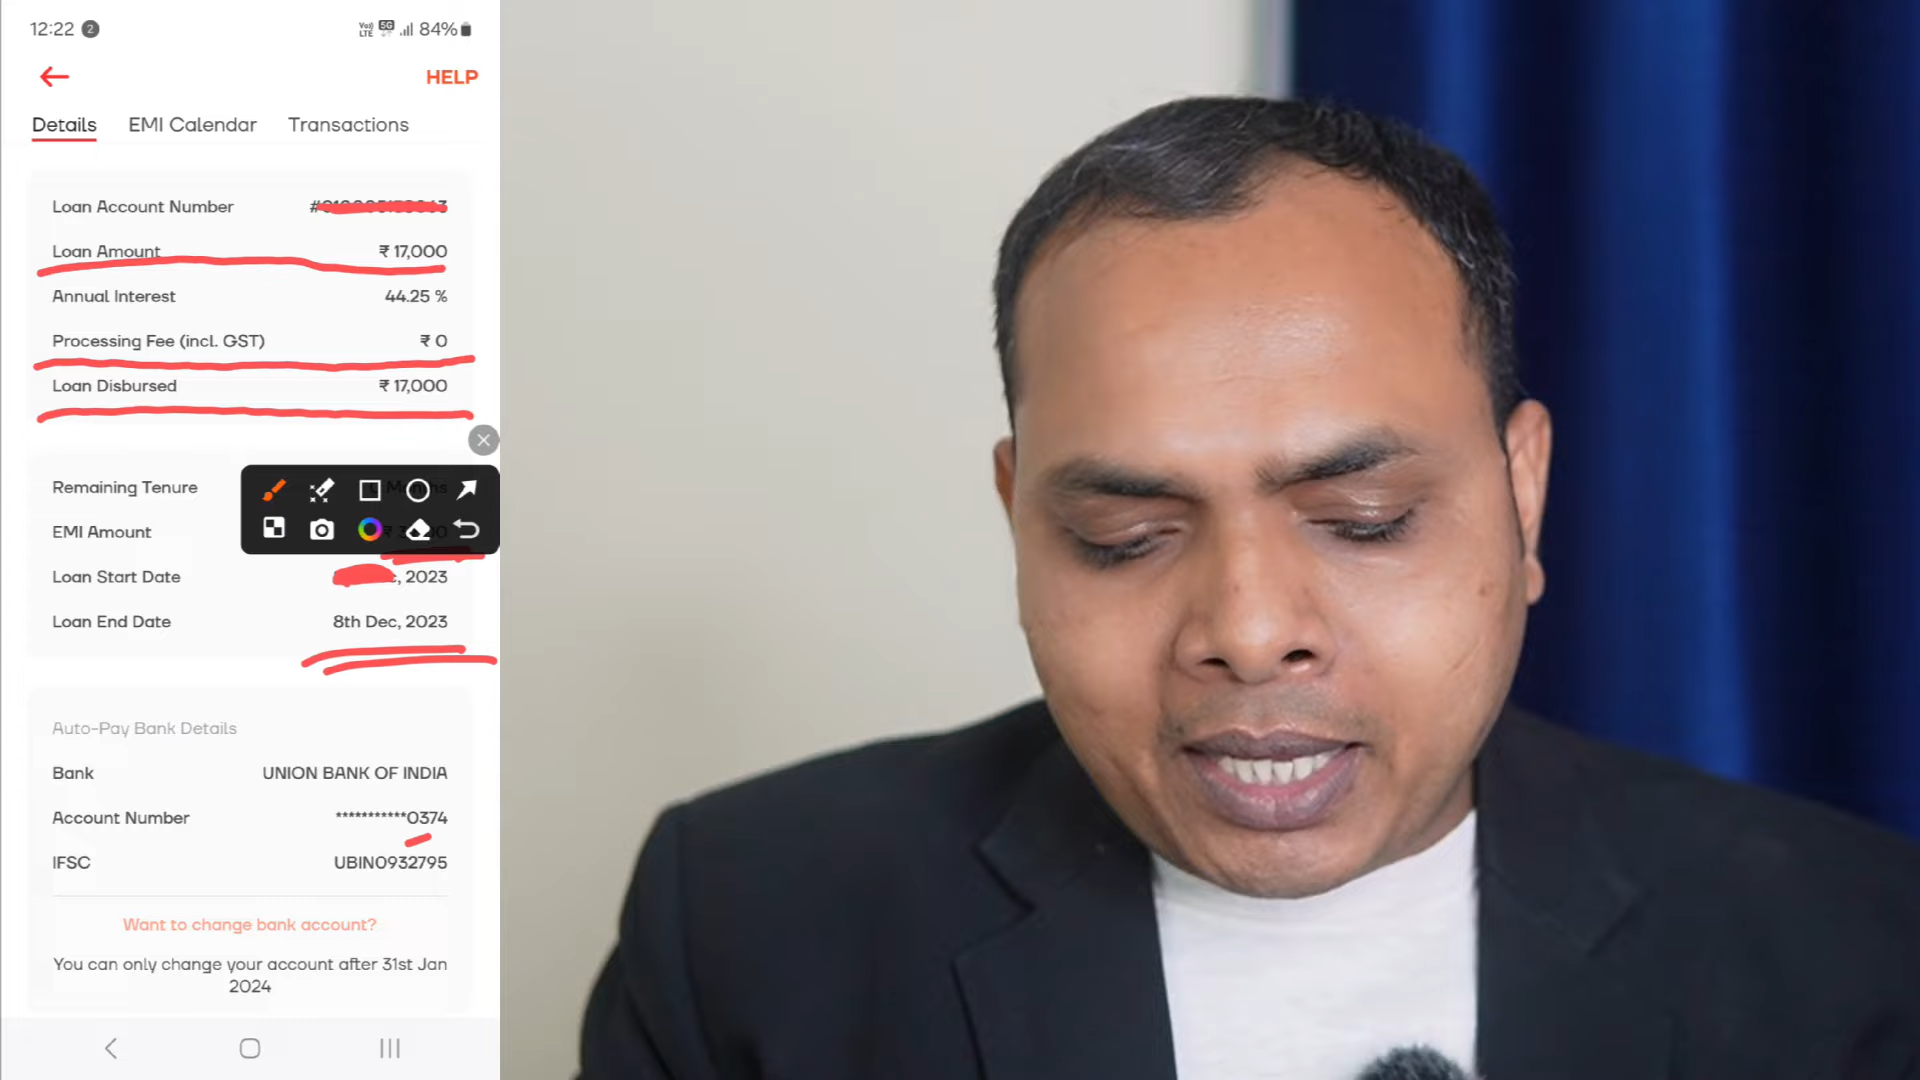 12:22 2 84%
HELP
Details EMI Calendar Transactions
Loan Account Number
Loan Amount ₹ 17,000
Annual Interest 44.25 %
Processing Fee (incl. GST) ₹ 0
Loan Disbursed ₹ 17,000
Remaining Tenure
EMI Amount
Loan Start Date , 2023
Loan End Date 8th Dec, 2023
Auto-Pay Bank Details
Bank UNION BANK OF INDIA
Account Number ***********0374
IFSC UBIN0932795
Want to change bank account?
You can only change your account after 31st Jan
2024